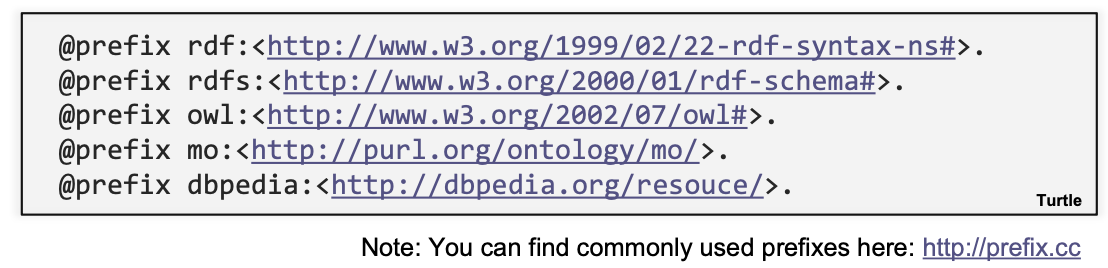 @prefix rdf:<http://www.w3.org/1999/02/22-rdf-syntax-ns#>.
@prefix rdfs:<http://www.w3.org/2000/01/rdf-schema#>.
@prefix owl:<http://www.w3.org/2002/07/owl#>.
@prefix mo:<http://purl.org/ontology/mo/>.
@prefix dbpedia:<http://dbpedia.org/resouce/>.
Turtle
Note: You can find commonly used prefixes here: http://prefix.cc